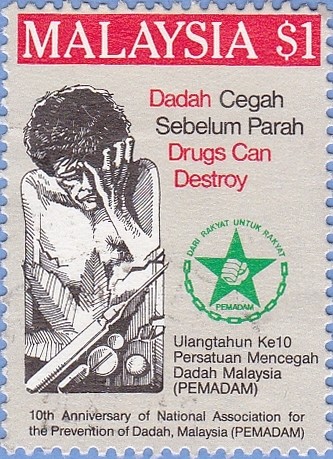 MALAYSIA $1
Dadah Cegah
Sebelum Parah
Drugs Can
Destroy
DARI RAKYAT UNTUK RAKYAT
PEMADAM
Ulangtahun Ke10
Persatuan Mencegah
Dadah Malaysia
(PEMADAM)
10th Anniversary of National Association for
the Prevention of Dadah, Malaysia (PEMADAM)